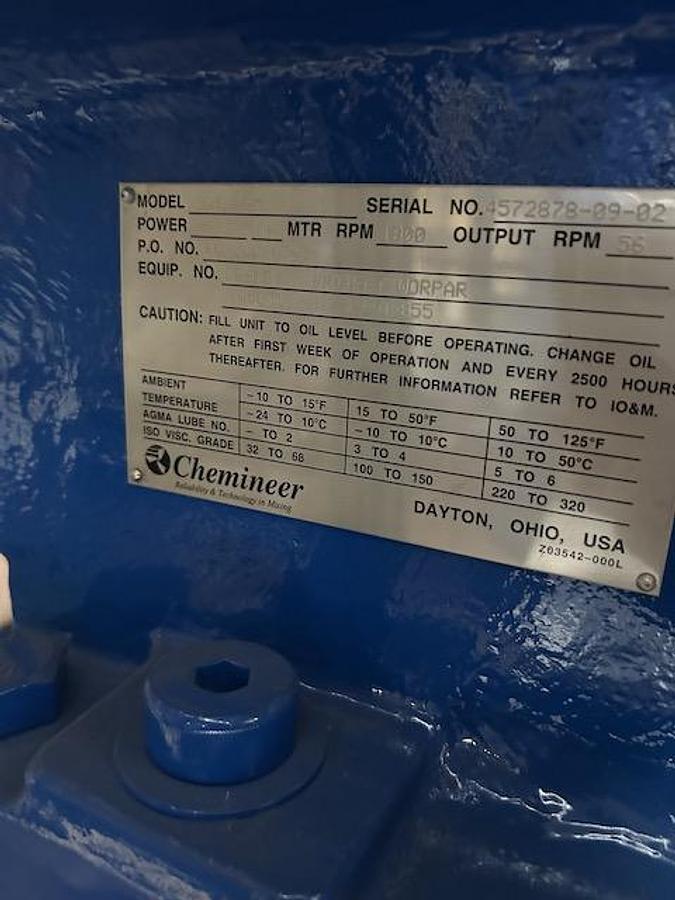 MODEL SERIAL NO. 4572878-09-02
POWER MTR RPM 1800 OUTPUT RPM 56
P.O. NO.
EQUIP. NO.
CAUTION: FILL UNIT TO OIL LEVEL BEFORE OPERATING. CHANGE OIL
AFTER FIRST WEEK OF OPERATION AND EVERY 2500 HOURS
THEREAFTER. FOR FURTHER INFORMATION REFER TO IO&M.
AMBIENT TEMPERATURE -10 TO 15°F 15 TO 50°F 50 TO 125°F
-24 TO 10°C -10 TO 10°C 10 TO 50°C
AGMA LUBE NO. - TO 2 3 TO 4 5 TO 6
ISO VISC. GRADE 32 TO 68 100 TO 150 220 TO 320
Chemineer
Reliability & Technology in Mixing
DAYTON, OHIO, USA
Z03542-000L